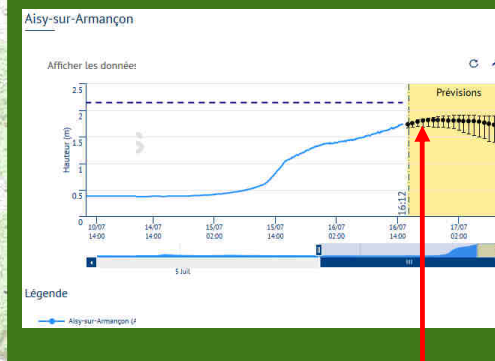 Aisy-sur-Armançon
Afficher les données
Prévisions
Hauteur (m)
2.5
2
1.5
1
0.5
0
16:12
10/07 14/07 15/07 15/07 16/07 16/07 17/07
14:00 14:00 02:00 14:00 02:00 14:00 02:00
5 Juil
Légende
Aisy-sur-Armançon (A